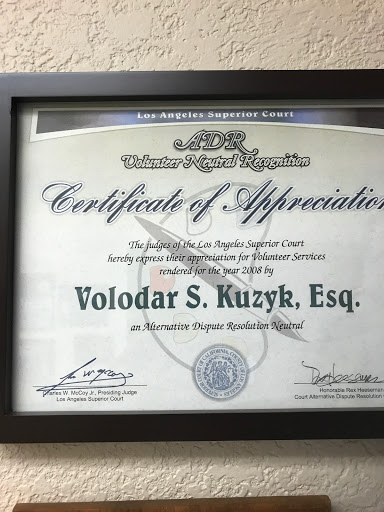 Los Angeles Superior Court
ADR
Volunteer Neutral Recognition
Certificate of Appreciation
The judges of the Los Angeles Superior Court
hereby express their appreciation for Volunteer Services
rendered for the year 2008 by
Volodar S. Kuzyk, Esq.
an Alternative Dispute Resolution Neutral
harles W. McCoy Jr., Presiding Judge
Los Angeles Superior Court
Honorable Rex Heeseman
Court Alternative Dispute Resolution